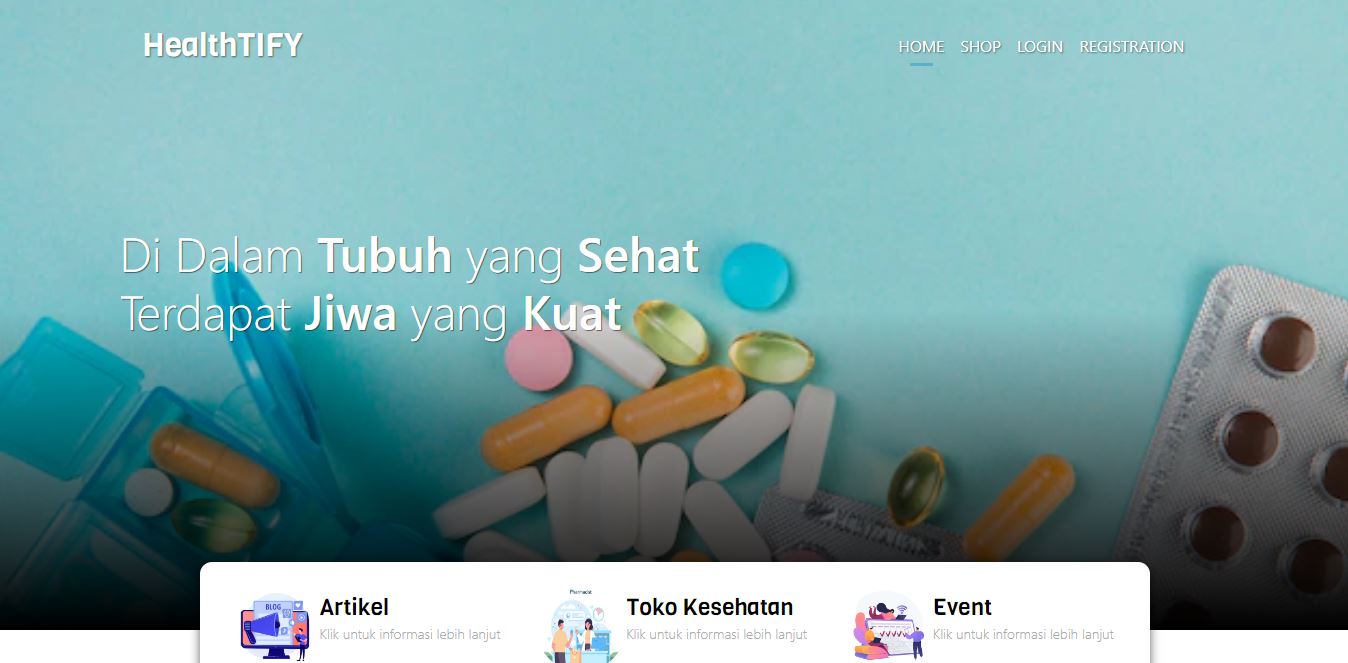 HealthTIFY
HOME SHOP LOGIN REGISTRATION
Di Dalam Tubuh yang Sehat
Terdapat Jiwa yang Kuat
BLOG
Pharmacist
Artikel
Klik untuk informasi lebih lanjut
Toko Kesehatan
Klik untuk informasi lebih lanjut
Event
Klik untuk informasi lebih lanjut